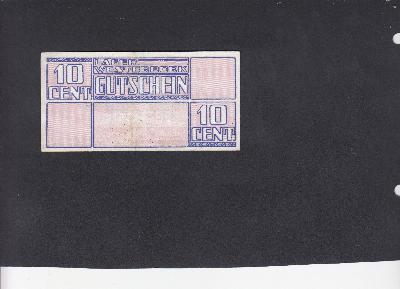 LAGER
WESTERBORK
10
CENT
GUTSCHEIN
10
CENT